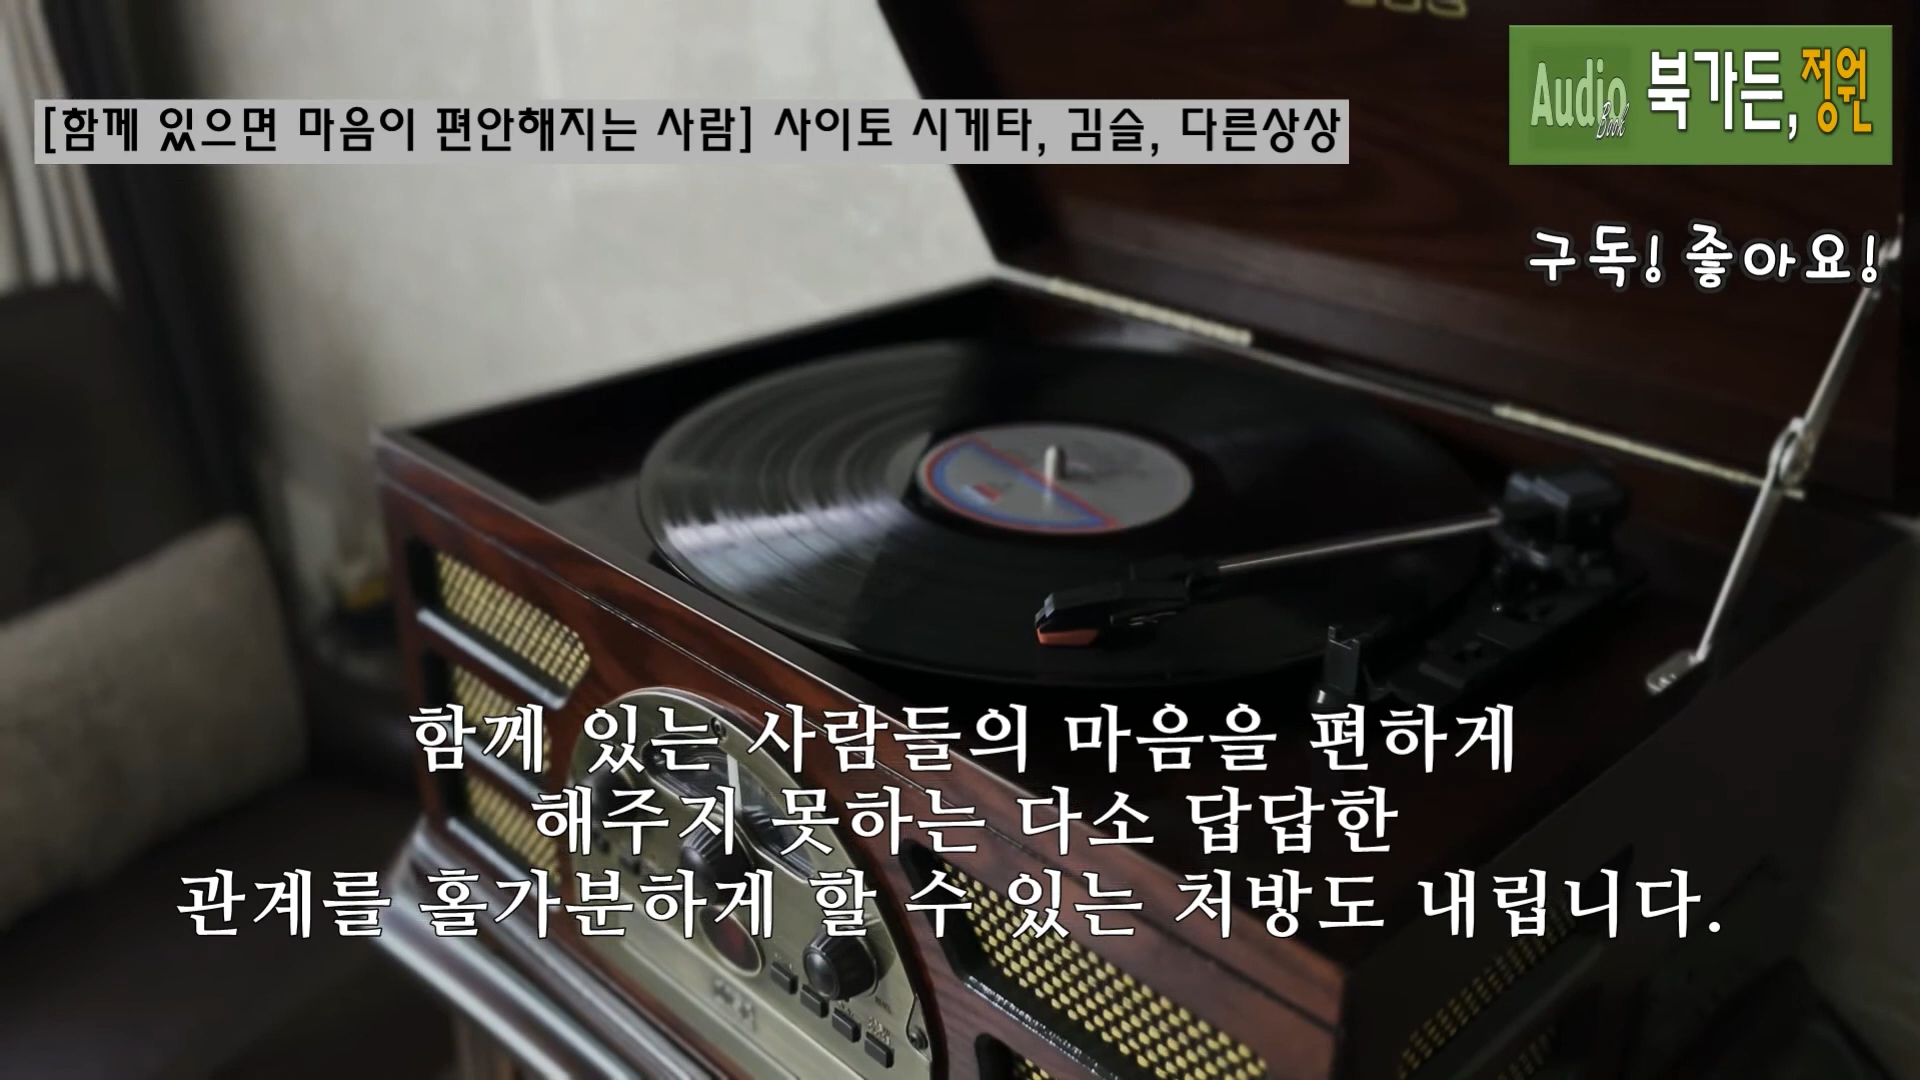 [함께 있으면 마음이 편안해지는 사람] 사이토 시게타, 김슬, 다른상상
Audio Book 북가든, 정원
구독! 좋아요!
함께 있는 사람들의 마음을 편하게
해주지 못하는 다소 답답한
관계를 홀가분하게 할 수 있는 처방도 내립니다.